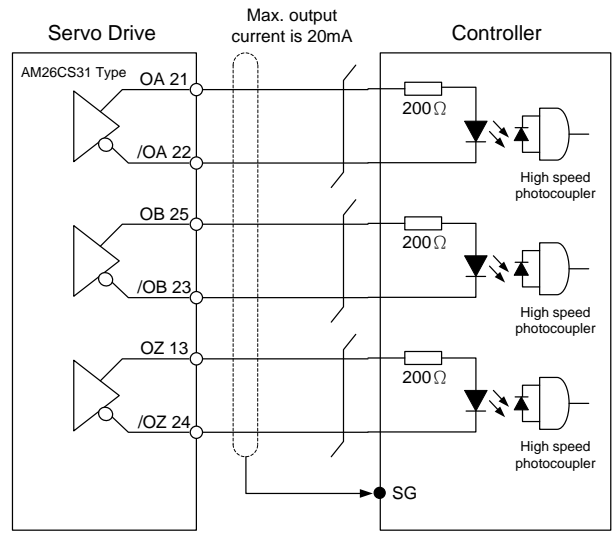 Max. output
current is 20mA
Servo Drive
Controller
AM26CS31 Type
OA 21
200Ω
/OA 22
High speed
photocoupler
OB 25
200Ω
/OB 23
High speed
photocoupler
OZ 13
200Ω
/OZ 24
High speed
photocoupler
SG